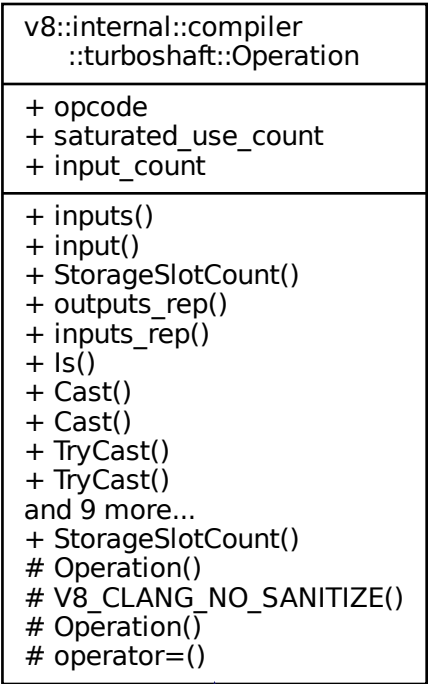 v8::internal::compiler
::turboshaft::Operation
+ opcode
+ saturated_use_count
+ input_count
+ inputs()
+ input()
+ StorageSlotCount()
+ outputs_rep()
+ inputs_rep()
+ Is()
+ Cast()
+ Cast()
+ TryCast()
+ TryCast()
and 9 more...
+ StorageSlotCount()
# Operation()
# V8_CLANG_NO_SANITIZE()
# Operation()
# operator=()